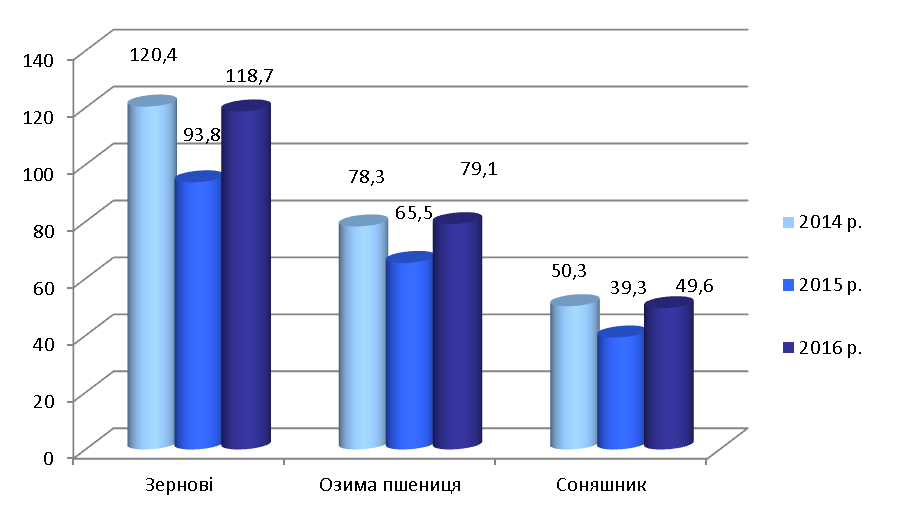 140
120
100
80
60
40
20
0
120,4
93,8
118,7
78,3
65,5
79,1
50,3
39,3
49,6
Зернові
Озима пшениця
Соняшник
2014 р.
2015 р.
2016 р.